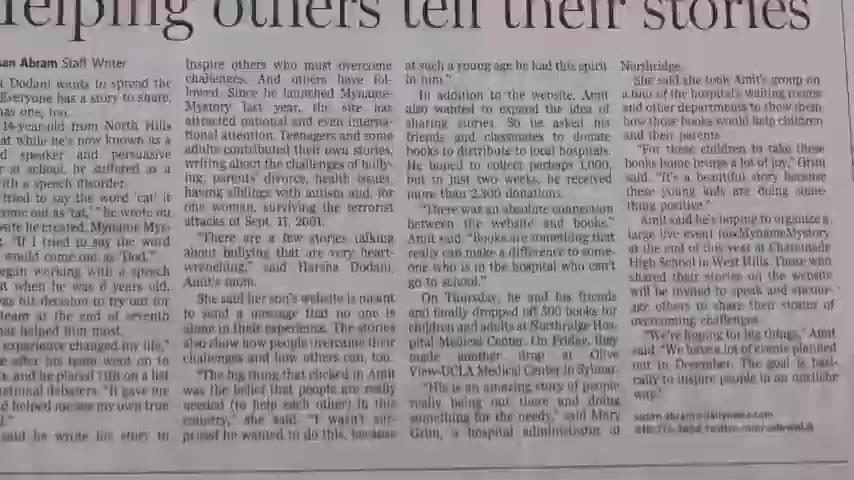 elping others tell their stories
san Abram Staff Writer
t Dodani wants to spread the
Everyone has a story to share,
has one, too.
14-year-old from North Hills
at while he's now known as a
d speaker and persuasive
r at school, he suffered as a
ith a speech disorder.
tried to say the word 'cat' it
come out as 'tat,'" he wrote on
site he created, Myname Mys-
"If I tried to say the word
would come out as 'Dod.'"
egan working with a speech
t when he was 6 years old,
as his decision to try out for
team at the end of seventh
hat helped him most.
experience changed my life,"
e after his team went on to
s, and he placed 11th on a list
national debaters. "It gave me
d helped me see my own true
l."
said he wrote his story to
inspire others who must overcome
challenges. And others have fol-
lowed. Since he launched Myname-
Mystory last year, the site has
attracted national and even interna-
tional attention. Teenagers and some
adults contributed their own stories,
writing about the challenges of bully-
ing, parents' divorce, health issues,
having siblings with autism and, for
one woman, surviving the terrorist
attacks of Sept. 11, 2001.
"There are a few stories talking
about bullying that are very heart-
wrenching," said Harsha Dodani,
Amit's mom.
She said her son's website is meant
to send a message that no one is
alone in their experience. The stories
also show how people overcome their
challenges and how others can, too.
"The big thing that clicked in Amit
was the belief that people are really
needed (to help each other) in this
country," she said. "I wasn't sur-
prised he wanted to do this, because
at such a young age he had this spirit
in him."
In addition to the website, Amit
also wanted to expand the idea of
sharing stories. So he asked his
friends and classmates to donate
books to distribute to local hospitals.
He hoped to collect perhaps 1,000,
but in just two weeks, he received
more than 2,300 donations.
"There was an absolute connection
between the website and books,"
Amit said. "Books are something that
really can make a difference to some-
one who is in the hospital who can't
go to school."
On Thursday, he and his friends
and family dropped off 500 books for
children and adults at Northridge Hos-
pital Medical Center. On Friday, they
made another drop at Olive
View-UCLA Medical Center in Sylmar.
"His is an amazing story of people
really being out there and doing
something for the needy," said Mary
Grim, a hospital administrator at
Northridge.
She said she took Amit's group on
a tour of the hospital's waiting rooms
and other departments to show them
how those books would help children
and their parents.
"For these children to take these
books home brings a lot of joy," Grim
said. "It's a beautiful story because
these young kids are doing some-
thing positive."
Amit said he's hoping to organize a
large live event for MynameMystory
at the end of this year at Chaminade
High School in West Hills. Those who
shared their stories on the website
will be invited to speak and encour-
age others to share their stories of
overcoming challenges.
"We're hoping for big things," Amit
said. "We have a lot of events planned
out in December. The goal is basi-
cally to inspire people in an outlobe
way."
susan.abram@dailynews.com